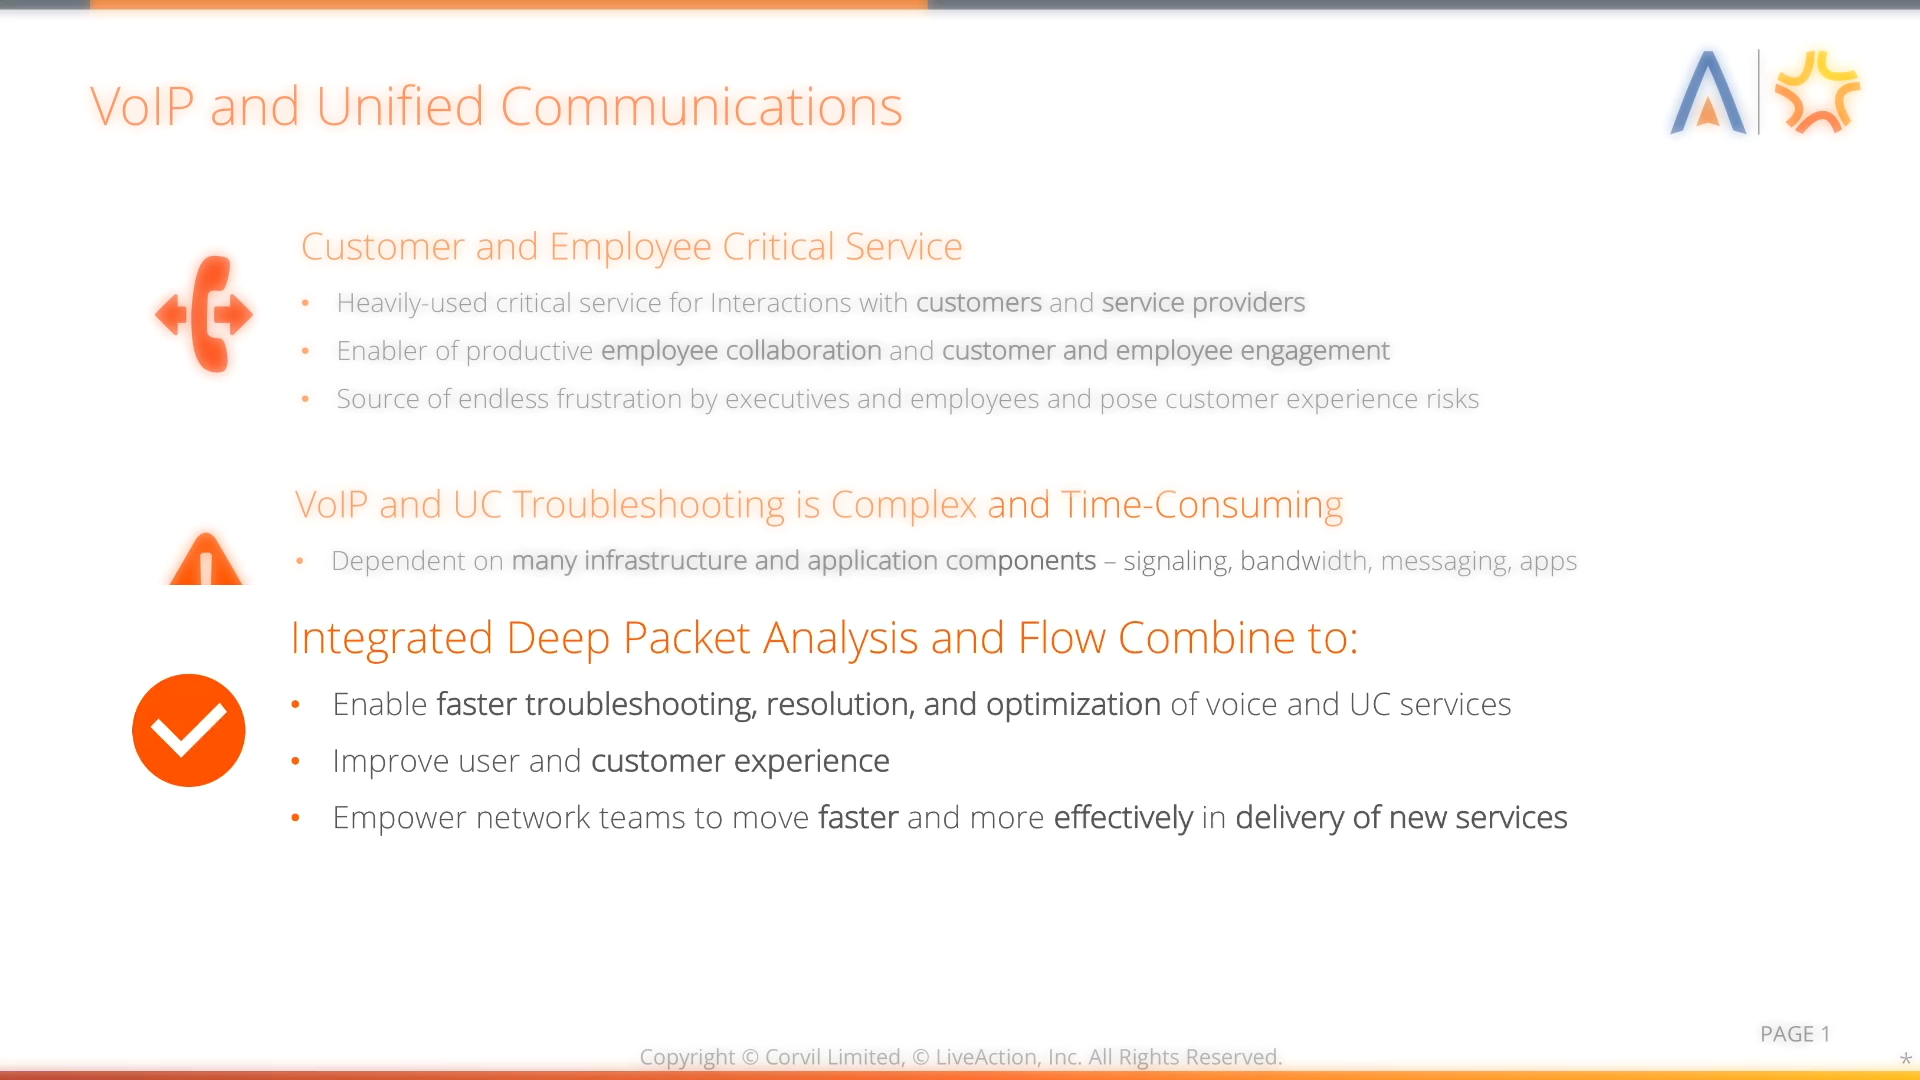 VoIP and Unified Communications
Customer and Employee Critical Service
• Heavily-used critical service for Interactions with customers and service providers
• Enabler of productive employee collaboration and customer and employee engagement
• Source of endless frustration by executives and employees and pose customer experience risks
VoIP and UC Troubleshooting is Complex and Time-Consuming
• Dependent on many infrastructure and application components – signaling, bandwidth, messaging, apps
Integrated Deep Packet Analysis and Flow Combine to:
• Enable faster troubleshooting, resolution, and optimization of voice and UC services
• Improve user and customer experience
• Empower network teams to move faster and more effectively in delivery of new services
PAGE 1
Copyright © Corvil Limited, © LiveAction, Inc. All Rights Reserved.
*